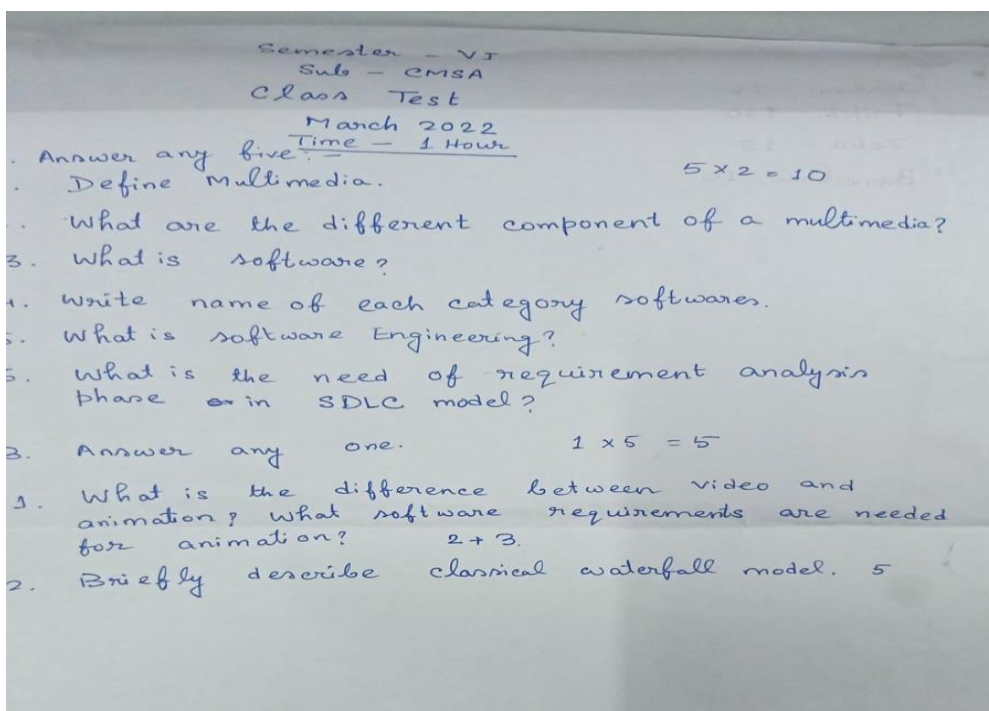 Semester - VI
Sub - CMSA
Class Test
March 2022
Time - 1 Hour
. Answer any five :-
5 x 2 = 10
. Define Multimedia.
. What are the different component of a multimedia?
3. What is software?
4. Write name of each category softwares.
5. What is software Engineering?
5. What is the need of requirement analysis
phase in SDLC model?
B. Answer any one. 1 x 5 = 5
1. What is the difference between video and
animation? What software requirements are needed
for animation? 2 + 3.
2. Briefly describe classical waterfall model. 5